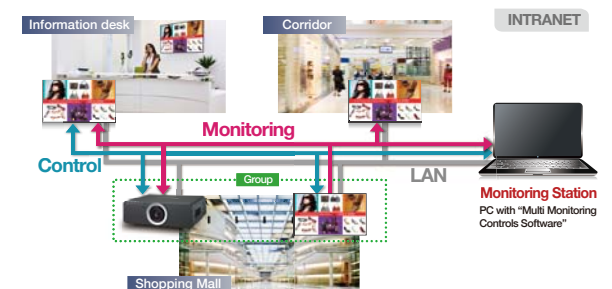 Information desk
Corridor
INTRANET
Monitoring
Control
LAN
Group
Monitoring Station
PC with “Multi Monitoring
Controls Software”
Shopping Mall